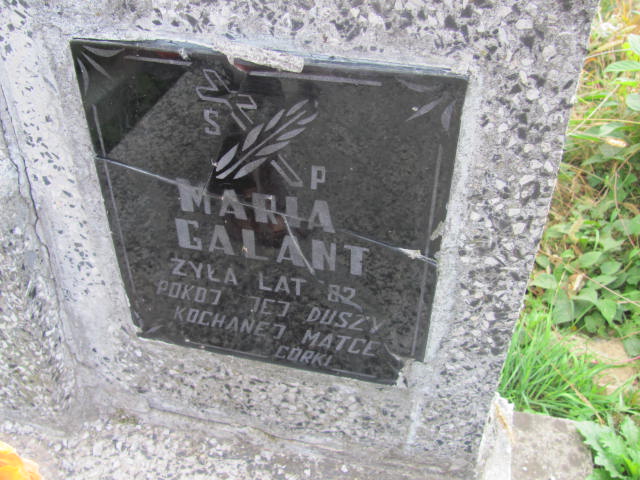 S P
MARIA
GALANT
ŻYŁA LAT 82
POKÓJ JEJ DUSZY
KOCHANEJ MATCE
CÓRKI